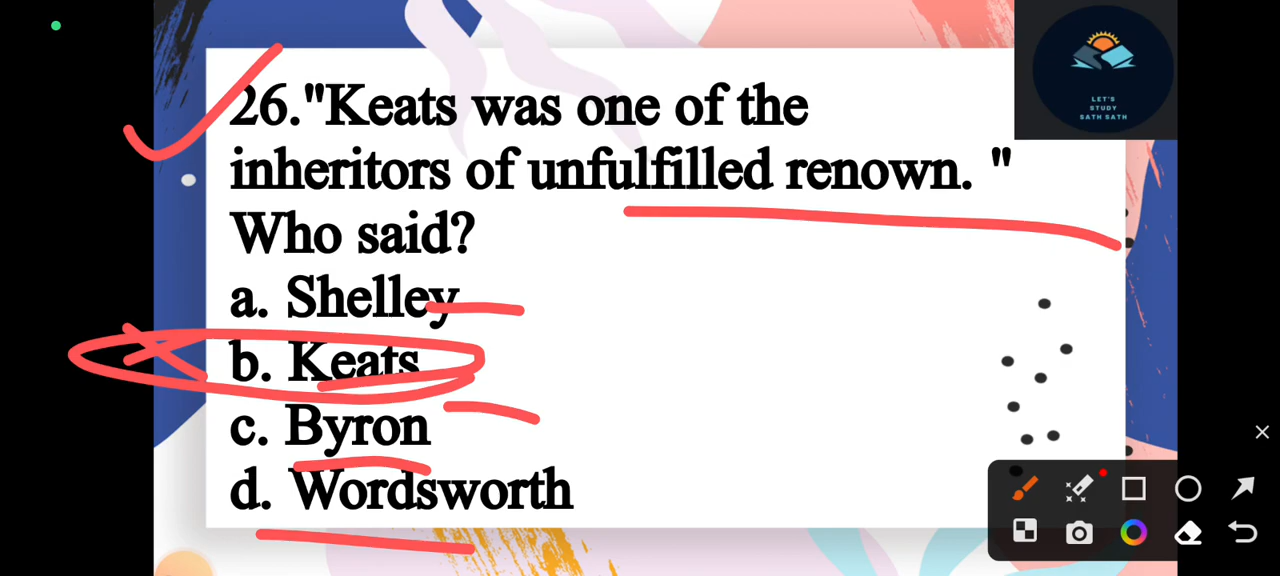 26."Keats was one of the
inheritors of unfulfilled renown. "
Who said?
a. Shelley
b. Keats
c. Byron
d. Wordsworth
LET'S
STUDY
SATH SATH